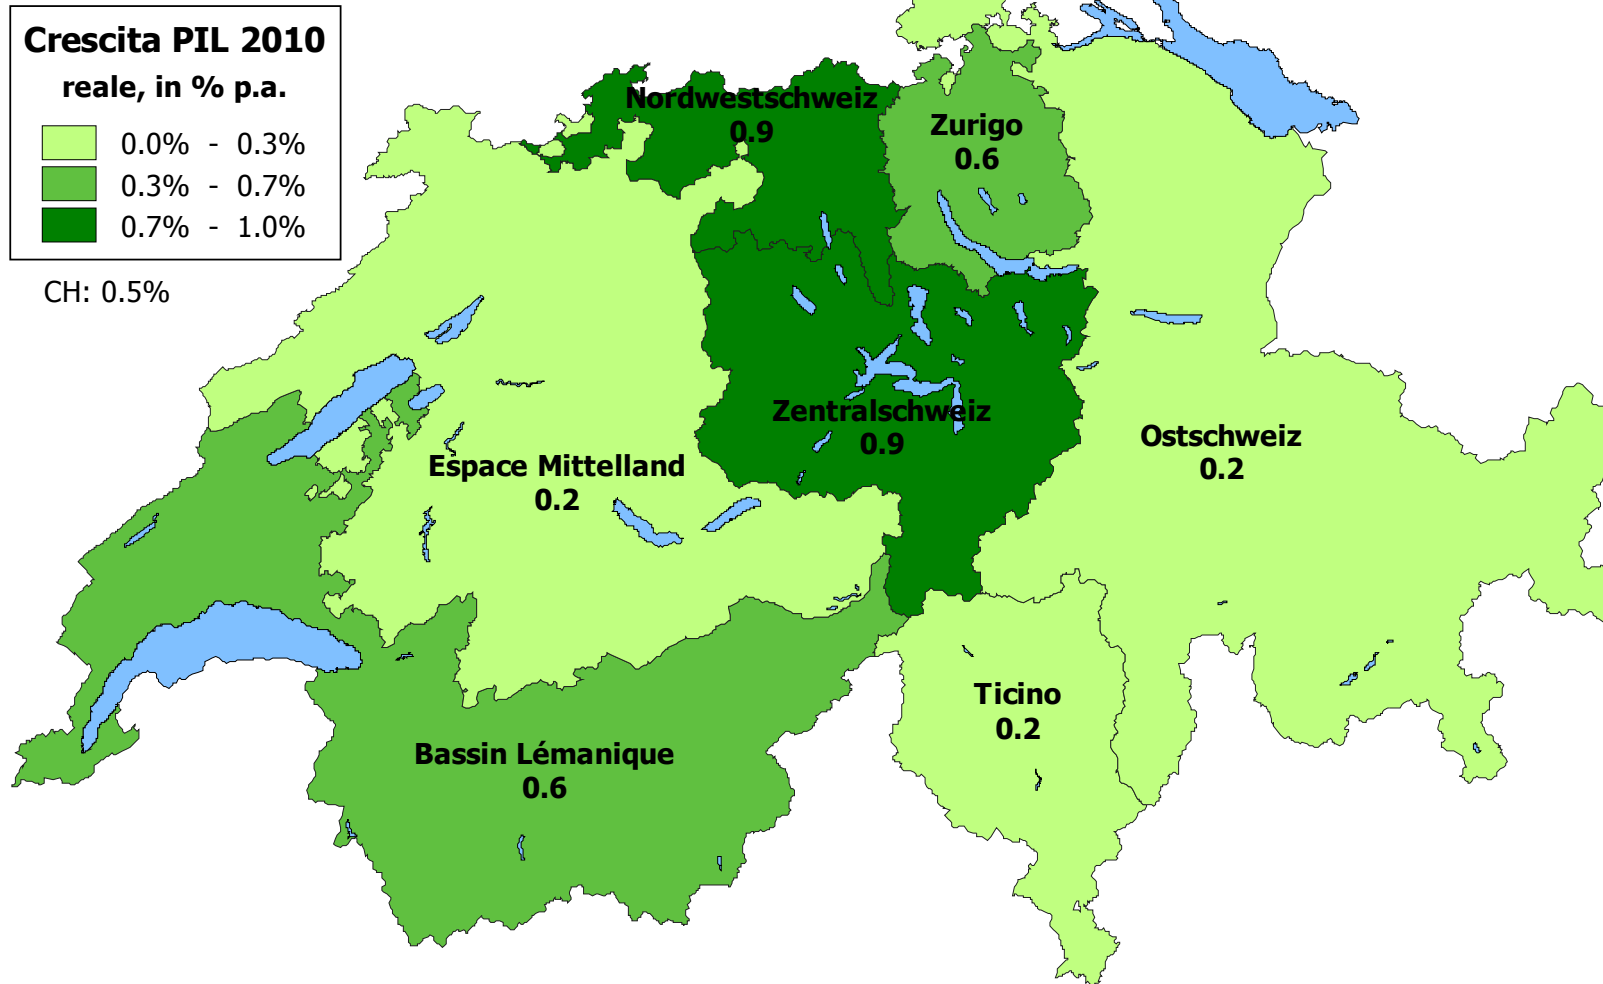 Crescita PIL 2010
reale, in % p.a.
0.0% - 0.3%
0.3% - 0.7%
0.7% - 1.0%
CH: 0.5%
Nordwestschweiz
0.9
Zurigo
0.6
Zentralschweiz
0.9
Ostschweiz
0.2
Espace Mittelland
0.2
Ticino
0.2
Bassin Lémanique
0.6